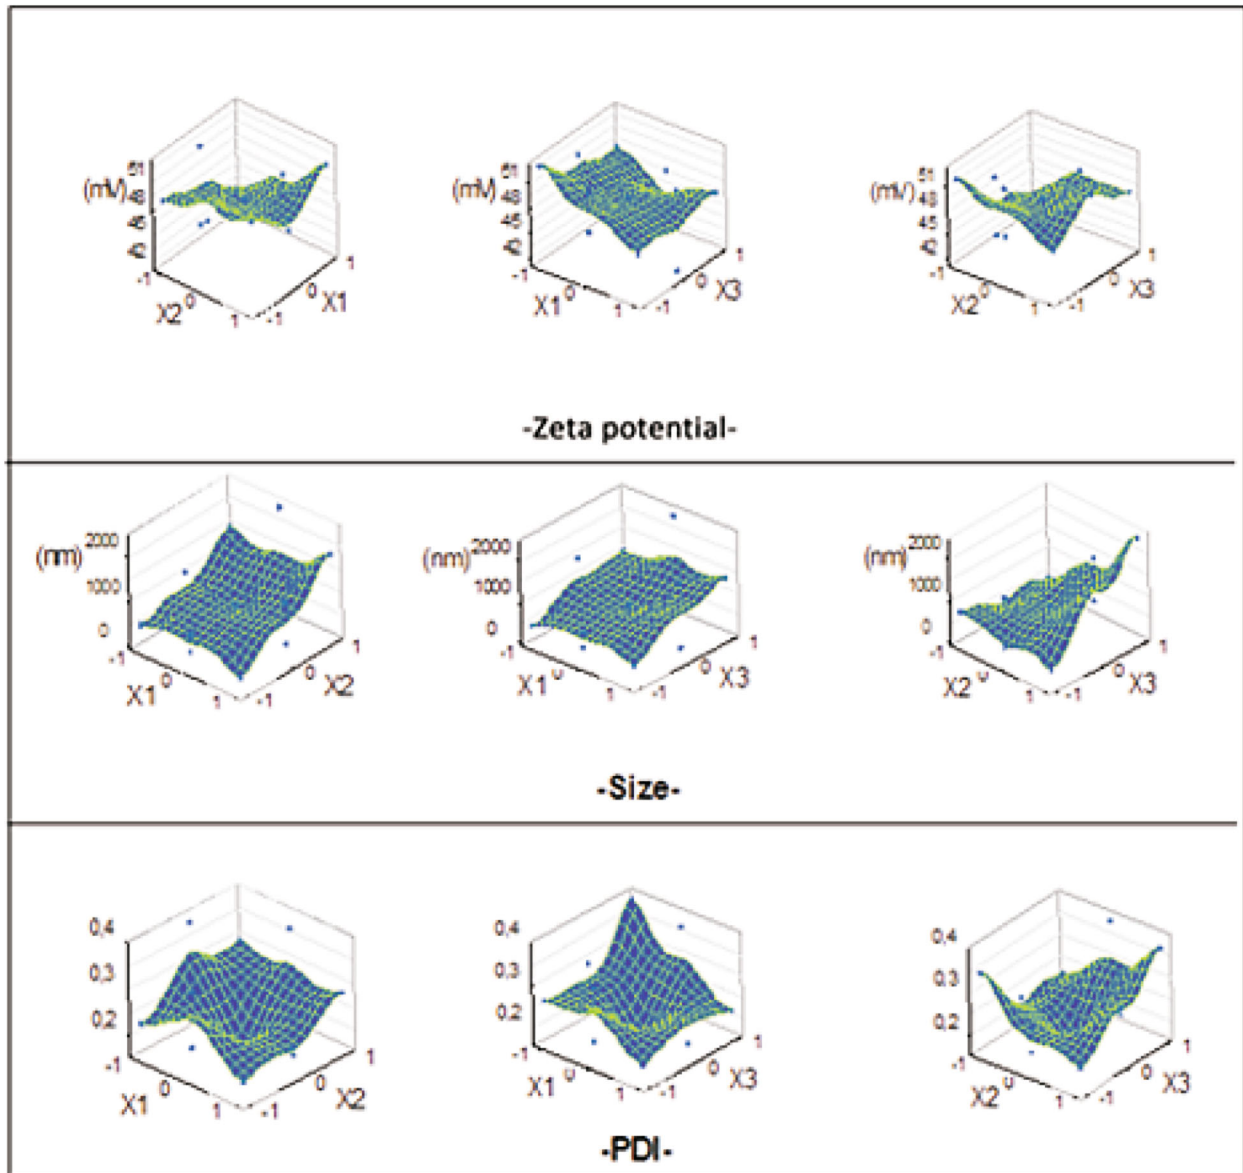 51 51 51
(mV) 48 (mV) 48 (mV) 48
45 45 45
42 42 42
-1 1 -1 1 -1 1
X2 0 0 X1 X1 0 0 X3 X2 0 0 X3
1 -1 1 -1 1 -1
-Zeta potential-
2000 2000 2000
(nm) (nm) (nm)
1000 1000 1000
0 0 0
-1 1 -1 1 -1 1
X1 0 0 X2 X1 0 0 X3 X2 0 0 X3
1 -1 1 -1 1 -1
-Size-
0,4 0,4 0,4
0,3 0,3 0,3
0,2 0,2 0,2
-1 1 -1 1 -1 1
X1 0 0 X2 X1 0 0 X3 X2 0 0 X3
1 -1 1 -1 1 -1
-PDI-